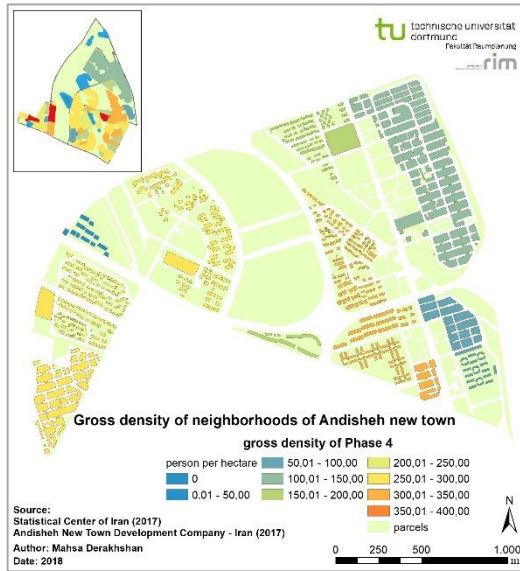 tu technische universität
dortmund
Fakultät Raumplanung
rim
Gross density of neighborhoods of Andisheh new town
gross density of Phase 4
person per hectare
0
0,01 - 50,00
50,01 - 100,00
100,01 - 150,00
150,01 - 200,00
200,01 - 250,00
250,01 - 300,00
300,01 - 350,00
350,01 - 400,00
parcels
Source:
Statistical Center of Iran (2017)
Andisheh New Town Development Company - Iran (2017)
Author: Mahsa Derakhshan
Date: 2018
N
0 250 500 1.000
m